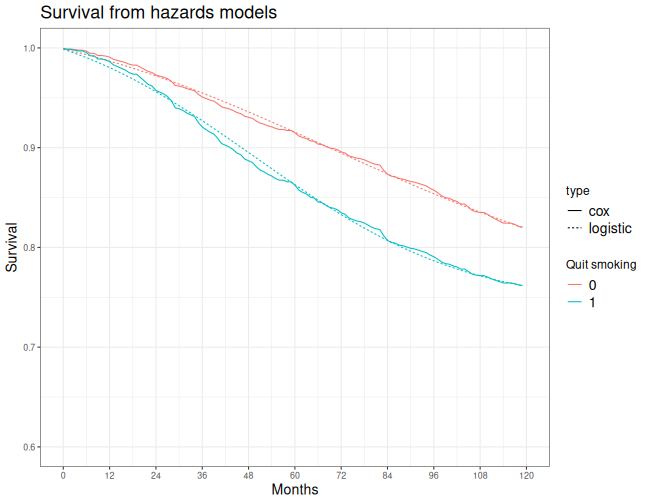 Survival from hazards models
1.0
0.9
0.8
0.7
0.6
Survival
0 12 24 36 48 60 72 84 96 108 120
Months
type
cox
logistic
Quit smoking
0
1